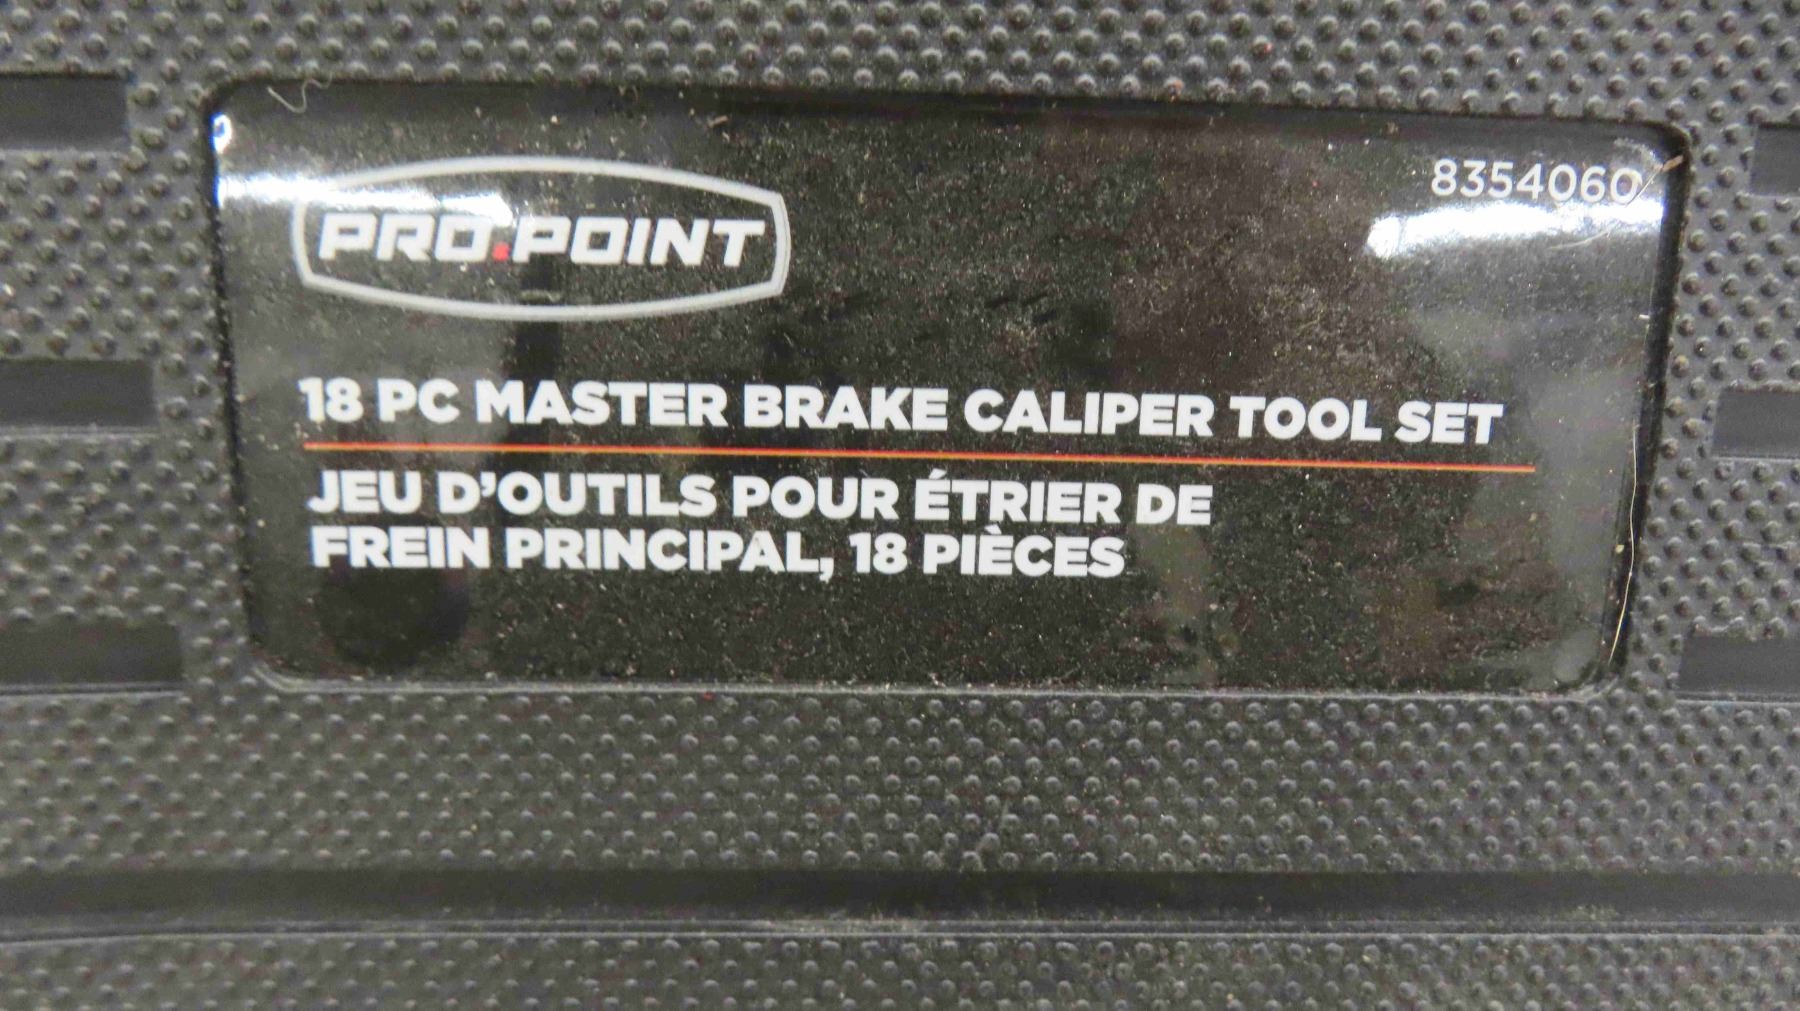 8354060
PRO.POINT
18 PC MASTER BRAKE CALIPER TOOL SET
JEU D'OUTILS POUR ÉTRIER DE
FREIN PRINCIPAL, 18 PIÈCES